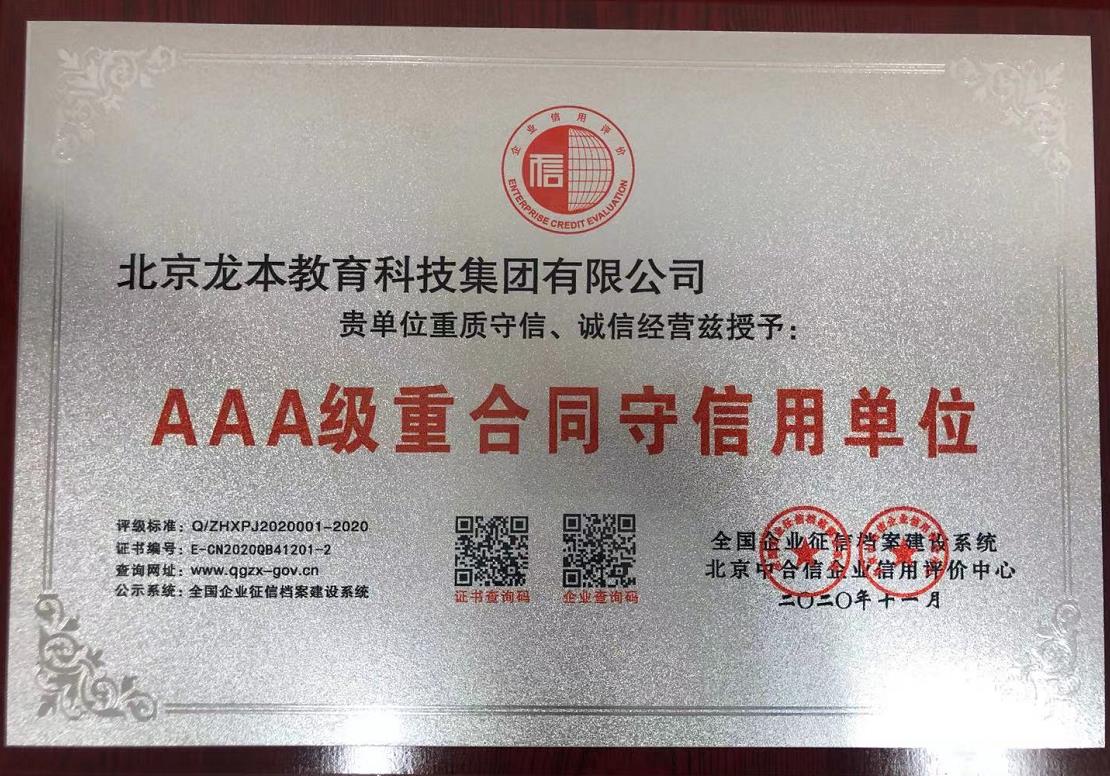 企业信用评价
信
ENTERPRISE CREDIT EVALUATION
北京龙本教育科技集团有限公司
贵单位重质守信、诚信经营兹授予：
AAA级重合同守信用单位
评级标准：Q/ZHXPJ2020001-2020
证书编号：E-CN2020QB41201-2
查询网址：www.qgzx-gov.cn
公示系统：全国企业征信档案建设系统
证书查询码
企业查询码
全国企业征信档案建设系统
北京中合信企业信用评价中心
二〇二〇年十一月